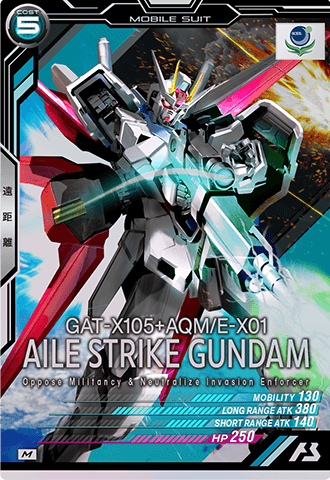 COST
5
MOBILE SUIT
遠距離
GAT-X105+AQM/E-X01
AILE STRIKE GUNDAM
Oppose Militancy & Neutralize Invasion Enforcer
MOBILITY 130
LONG RANGE ATK 380
SHORT RANGE ATK 140
HP 250
M